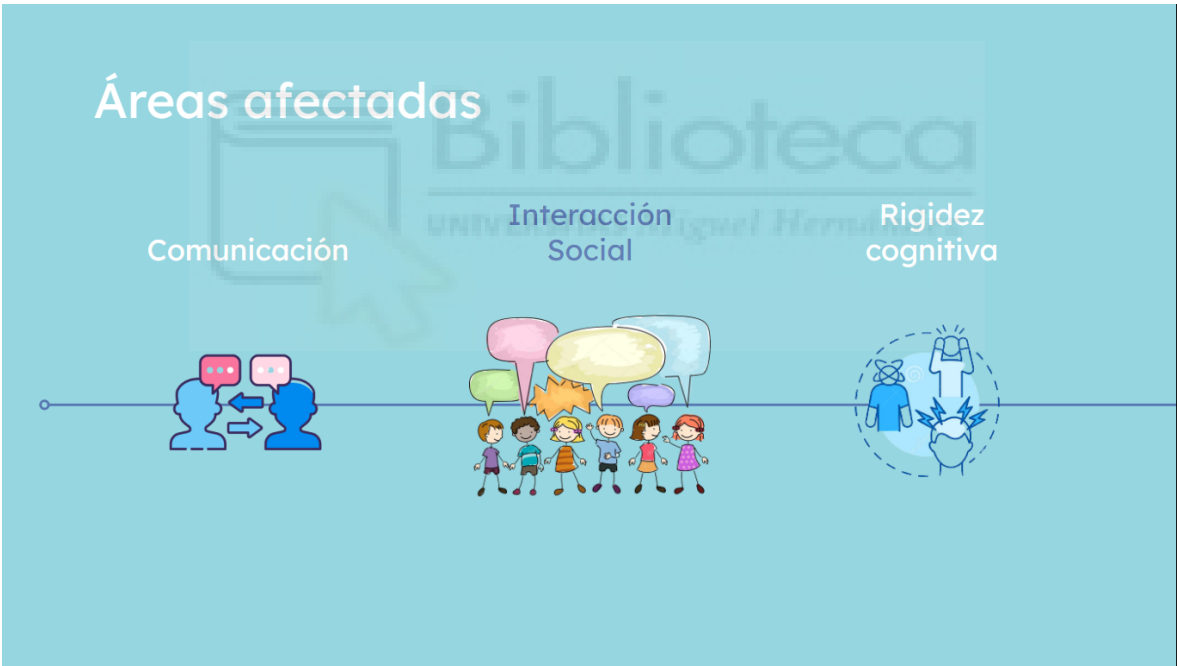 Áreas afectadas
Biblioteca
UNIVERSITAS Miguel Hernández
Comunicación
Interacción
Social
Rigidez
cognitiva